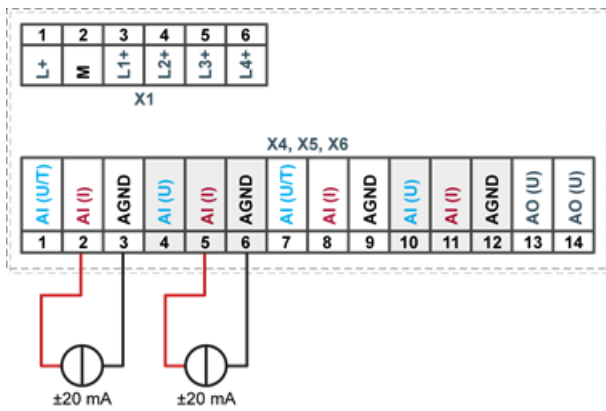 1 2 3 4 5 6
L+ M L1+ L2+ L3+ L4+
X1
X4, X5, X6
AI (U/T) AI (I) AGND AI (U) AI (I) AGND AI (U/T) AI (I) AGND AI (U) AI (I) AGND AO (U) AO (U)
1 2 3 4 5 6 7 8 9 10 11 12 13 14
±20 mA ±20 mA